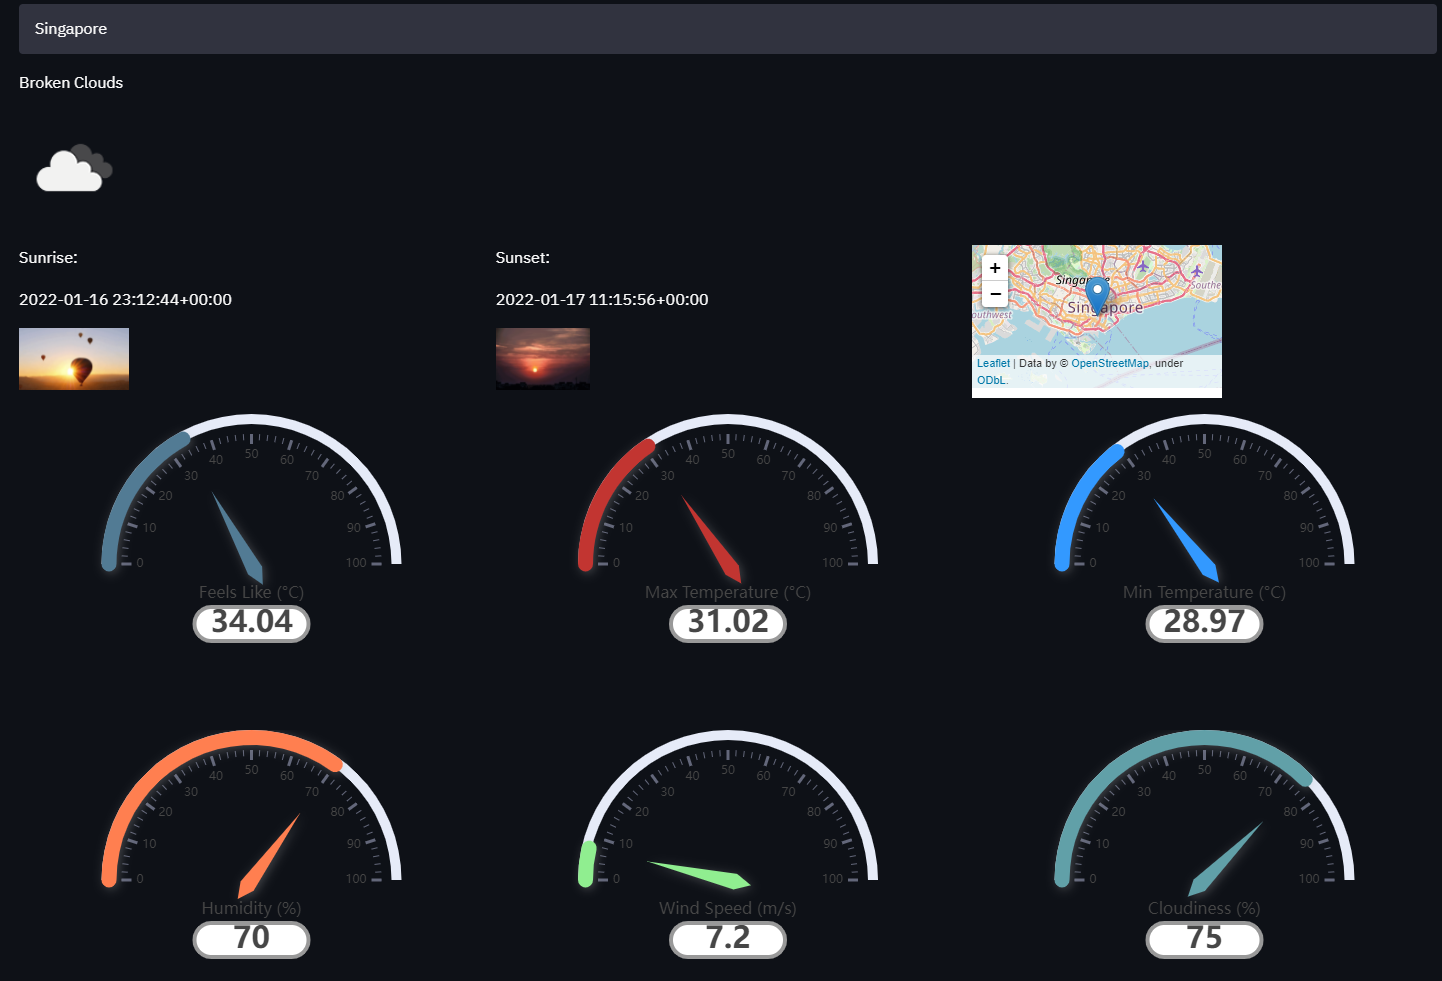 Singapore
Broken Clouds
Sunrise:
2022-01-16 23:12:44+00:00
Sunset:
2022-01-17 11:15:56+00:00
+
−
Singapore
Leaflet | Data by © OpenStreetMap, under
ODbL.
0 10 20 30 40 50 60 70 80 90 100
Feels Like (°C)
34.04
0 10 20 30 40 50 60 70 80 90 100
Max Temperature (°C)
31.02
0 10 20 30 40 50 60 70 80 90 100
Min Temperature (°C)
28.97
0 10 20 30 40 50 60 70 80 90 100
Humidity (%)
70
0 10 20 30 40 50 60 70 80 90 100
Wind Speed (m/s)
7.2
0 10 20 30 40 50 60 70 80 90 100
Cloudiness (%)
75